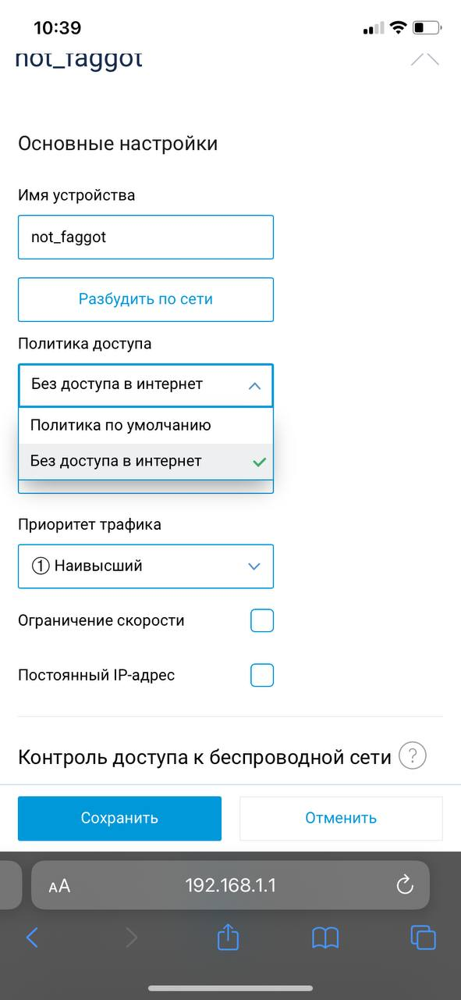 10:39
not_faggot
Основные настройки
Имя устройства
not_faggot
Разбудить по сети
Политика доступа
Без доступа в интернет
Политика по умолчанию
Без доступа в интернет
Приоритет трафика
① Наивысший
Ограничение скорости
Постоянный IP-адрес
Контроль доступа к беспроводной сети ?
Сохранить
Отменить
AA 192.168.1.1